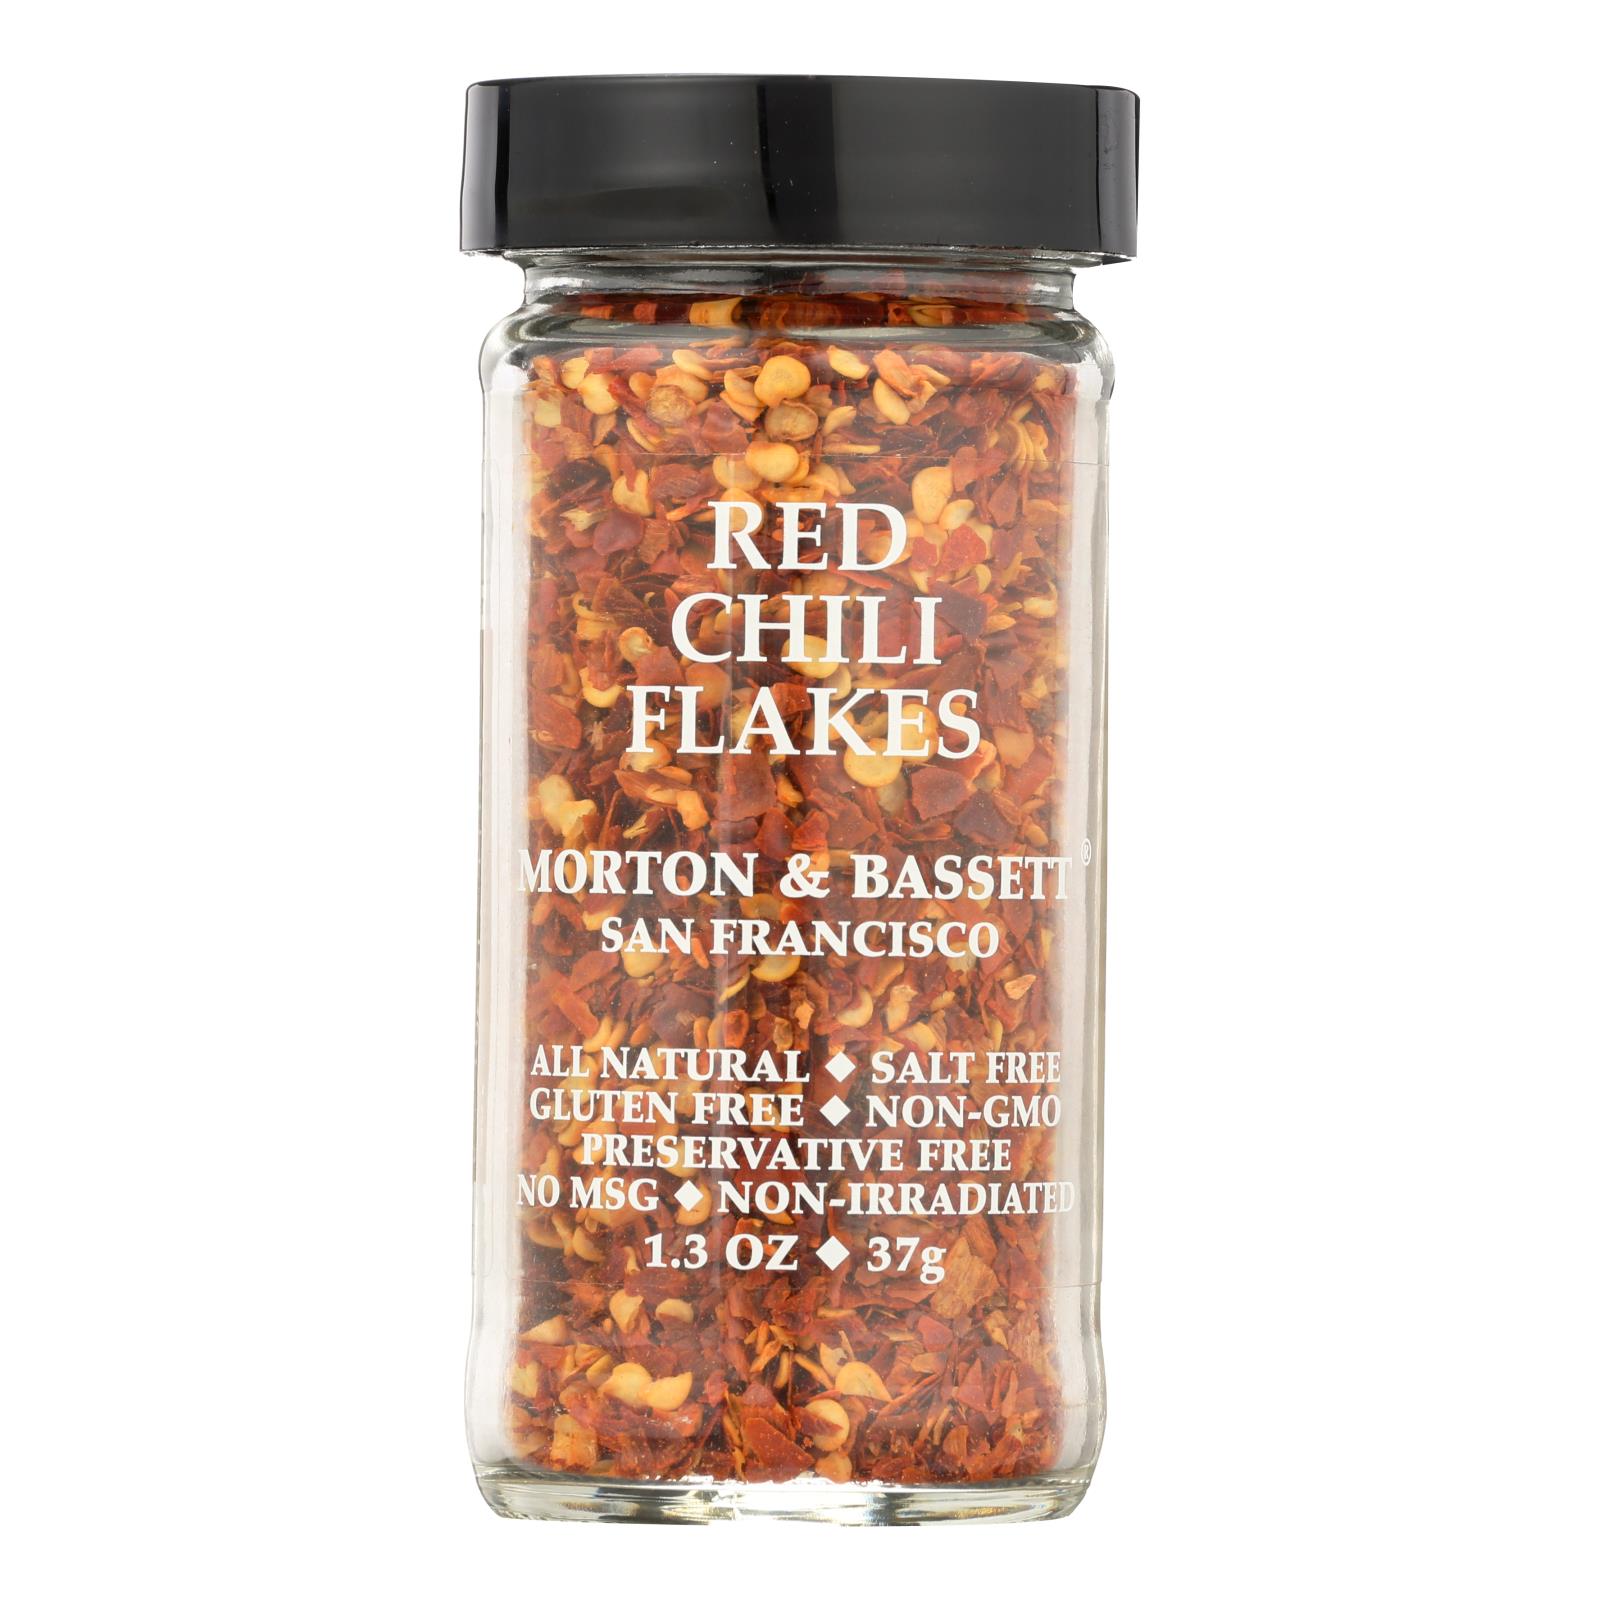 RED
CHILI
FLAKES
MORTON & BASSETT®
SAN FRANCISCO
ALL NATURAL ◆ SALT FREE
GLUTEN FREE ◆ NON-GMO
PRESERVATIVE FREE
NO MSG ◆ NON-IRRADIATED
1.3 OZ ◆ 37g